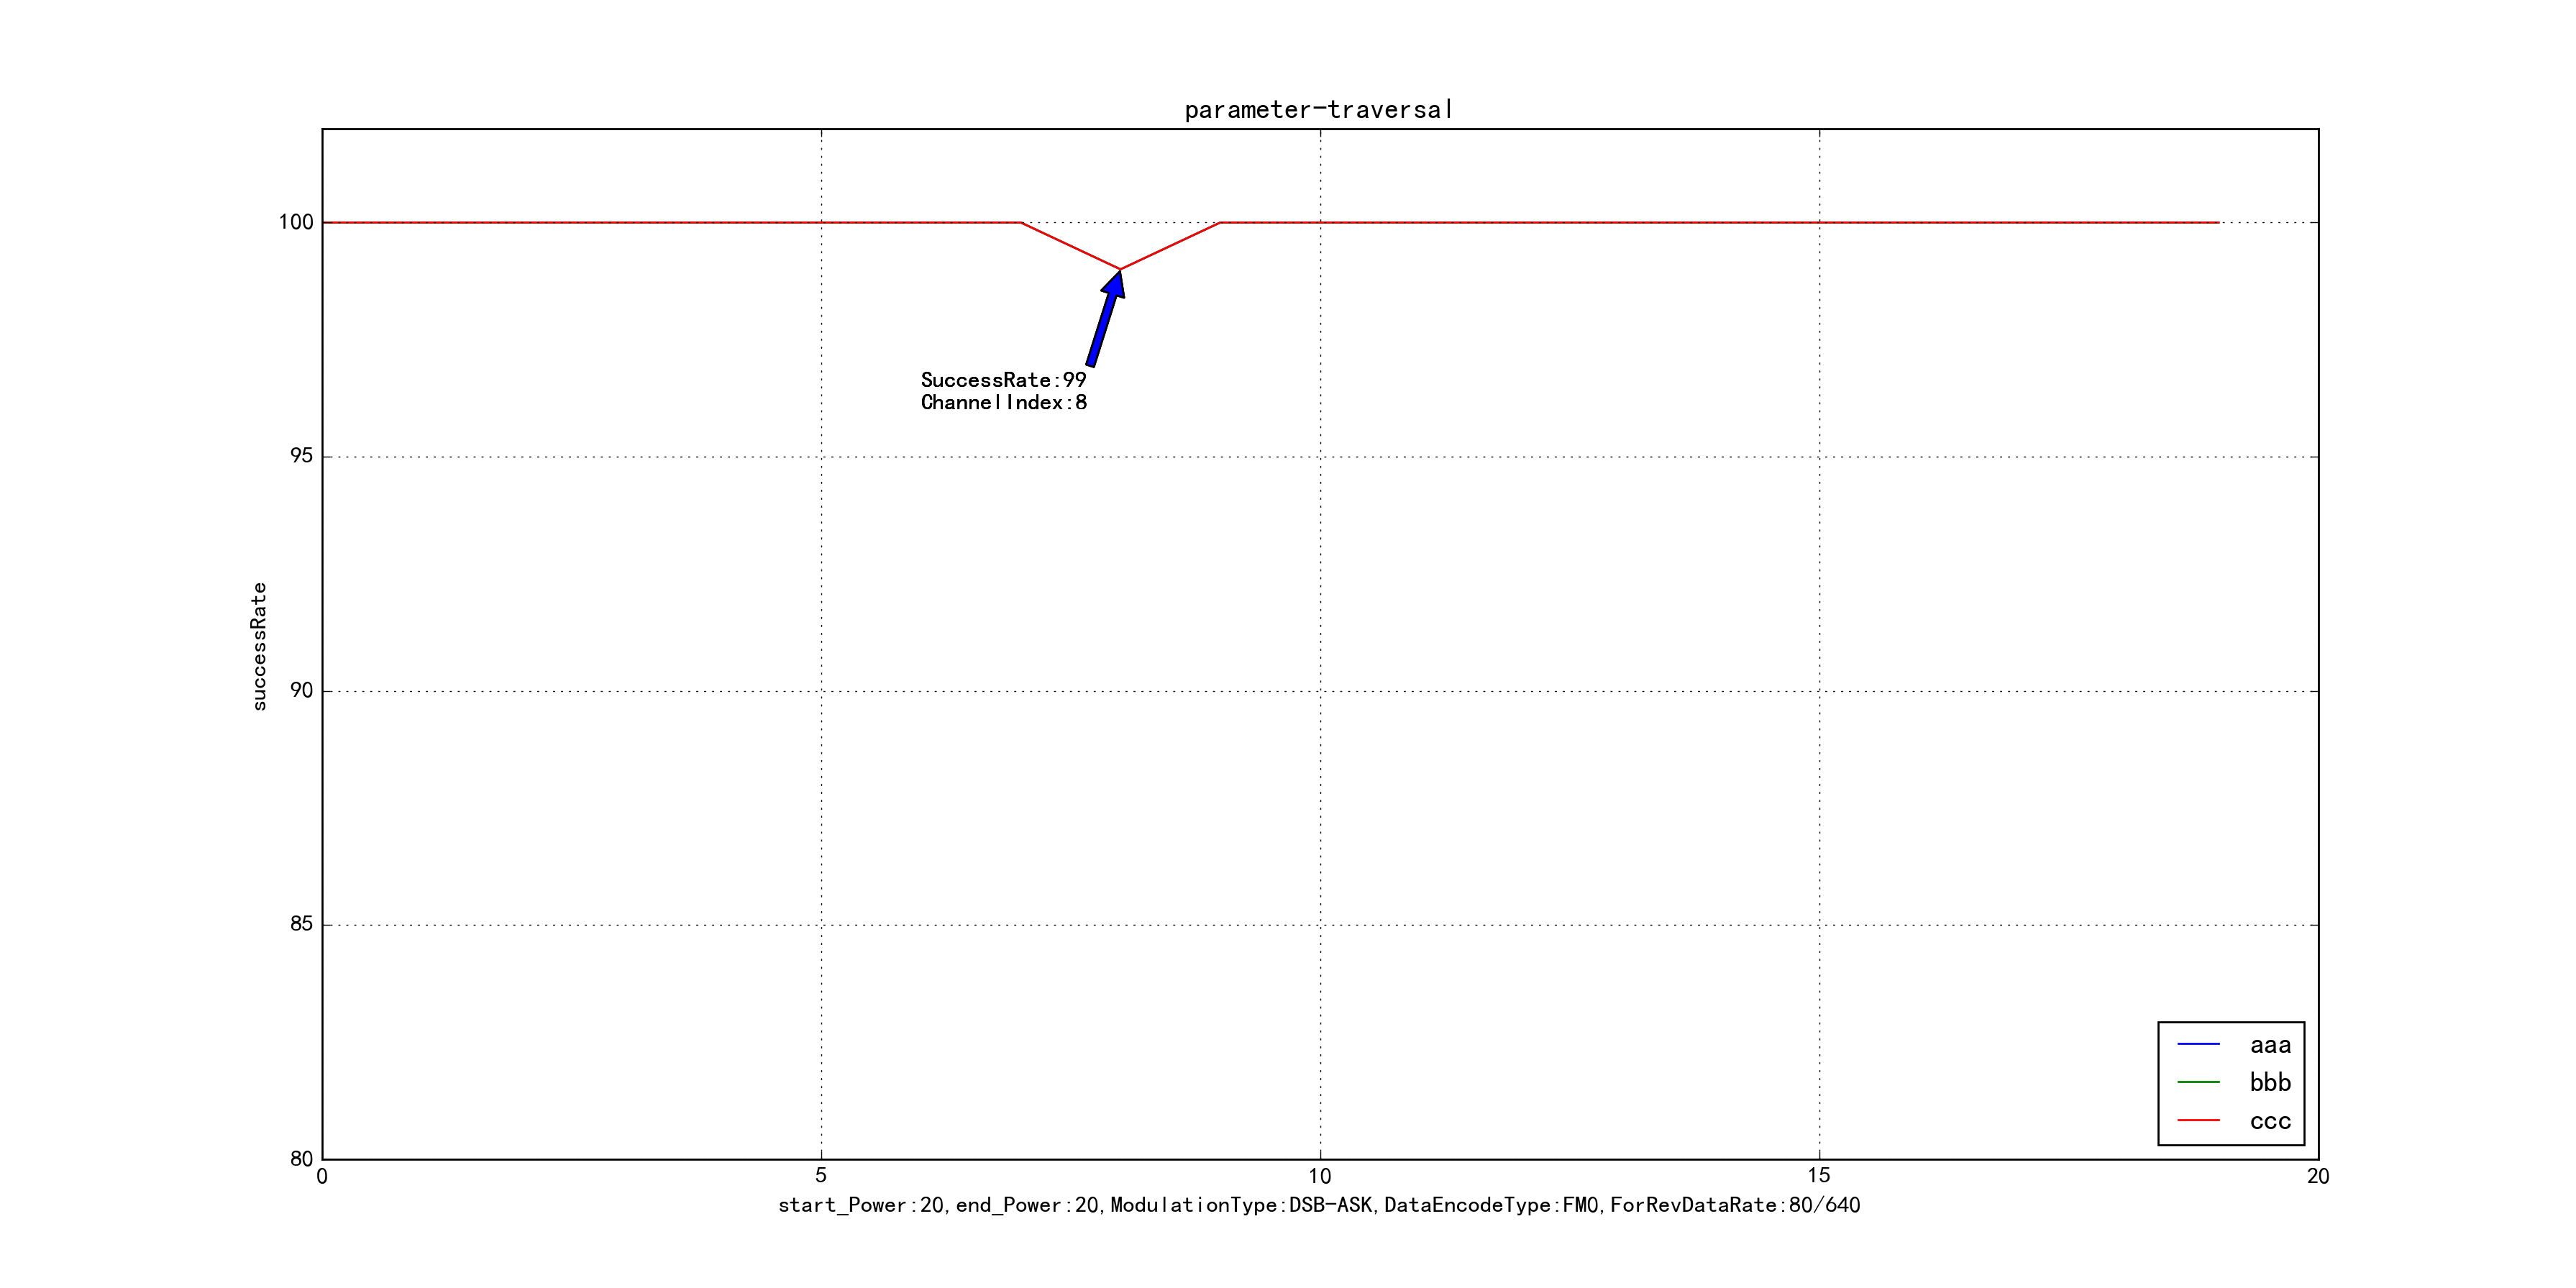 parameter-traversal
100
95
90
85
80
successRate
SuccessRate:99
ChannelIndex:8
aaa
bbb
ccc
0 5 10 15 20
start_Power:20,end_Power:20,ModulationType:DSB-ASK,DataEncodeType:FM0,ForRevDataRate:80/640